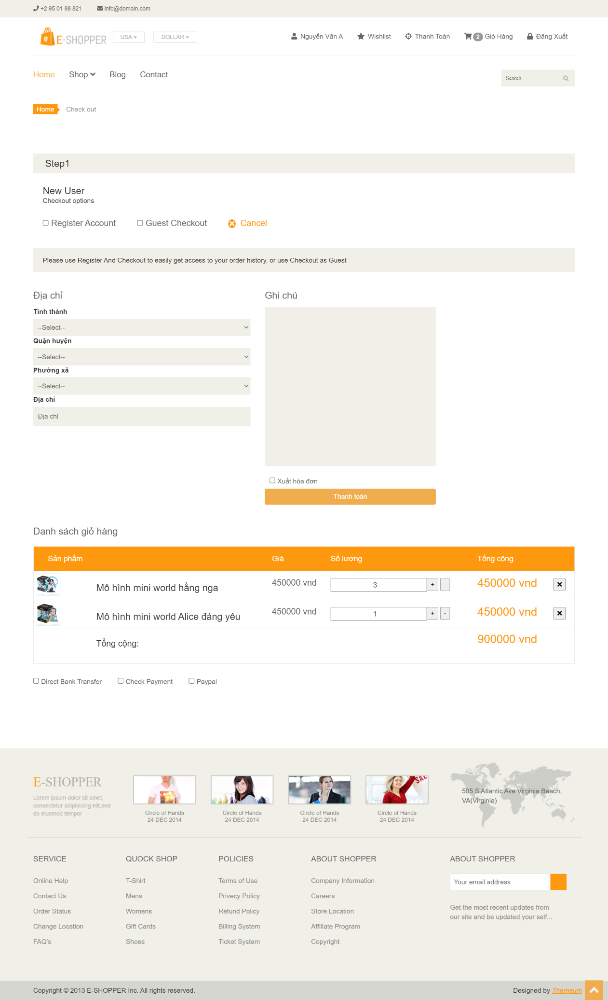 +2 95 01 88 821 info@domain.com
E-SHOPPER USA DOLLAR Nguyễn Văn A Wishlist Thanh Toán 2 Giỏ Hàng Đăng Xuất
Home Shop Blog Contact Search
Home Check out
Step1
New User
Checkout options
Register Account Guest Checkout Cancel
Please use Register And Checkout to easily get access to your order history, or use Checkout as Guest
Địa chỉ
Tỉnh thành
--Select--
Quận huyện
--Select--
Phường xã
--Select--
Địa chỉ
Địa chỉ
Ghi chú
Xuất hóa đơn
Thanh toán
Danh sách giỏ hàng
Sản phẩm Giá Số lượng Tổng cộng
Mô hình mini world hằng nga 450000 vnd 3 + - 450000 vnd
Mô hình mini world Alice đáng yêu 450000 vnd 1 + - 450000 vnd
Tổng cộng: 900000 vnd
Direct Bank Transfer Check Payment Paypal
E-SHOPPER
Lorem ipsum dolor sit amet,
consectetur adipisicing elit,sed
do eiusmod tempor
Circle of Hands
24 DEC 2014
Circle of Hands
24 DEC 2014
Circle of Hands
24 DEC 2014
SALE
Circle of Hands
24 DEC 2014
505 S Atlantic Ave Virginia Beach,
VA(Virginia)
SERVICE
Online Help
Contact Us
Order Status
Change Location
FAQ's
QUOCK SHOP
T-Shirt
Mens
Womens
Gift Cards
Shoes
POLICIES
Terms of Use
Privecy Policy
Refund Policy
Billing System
Ticket System
ABOUT SHOPPER
Company Information
Careers
Store Location
Affillate Program
Copyright
ABOUT SHOPPER
Your email address
Get the most recent updates from
our site and be updated your self...
Copyright © 2013 E-SHOPPER Inc. All rights reserved. Designed by Themeum